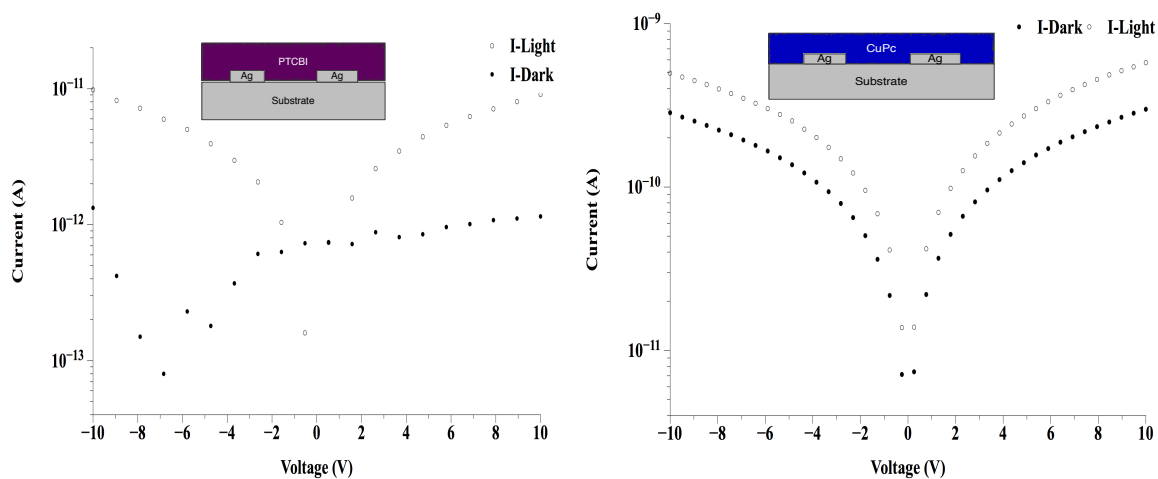 I-Light
I-Dark
PTCBI
Ag Ag
Substrate
10⁻¹¹
10⁻¹²
10⁻¹³
Current (A)
−10 −8 −6 −4 −2 0 2 4 6 8 10
Voltage (V)
I-Dark I-Light
CuPc
Ag Ag
Substrate
10⁻⁹
10⁻¹⁰
10⁻¹¹
Current (A)
−10 −8 −6 −4 −2 0 2 4 6 8 10
Voltage (V)